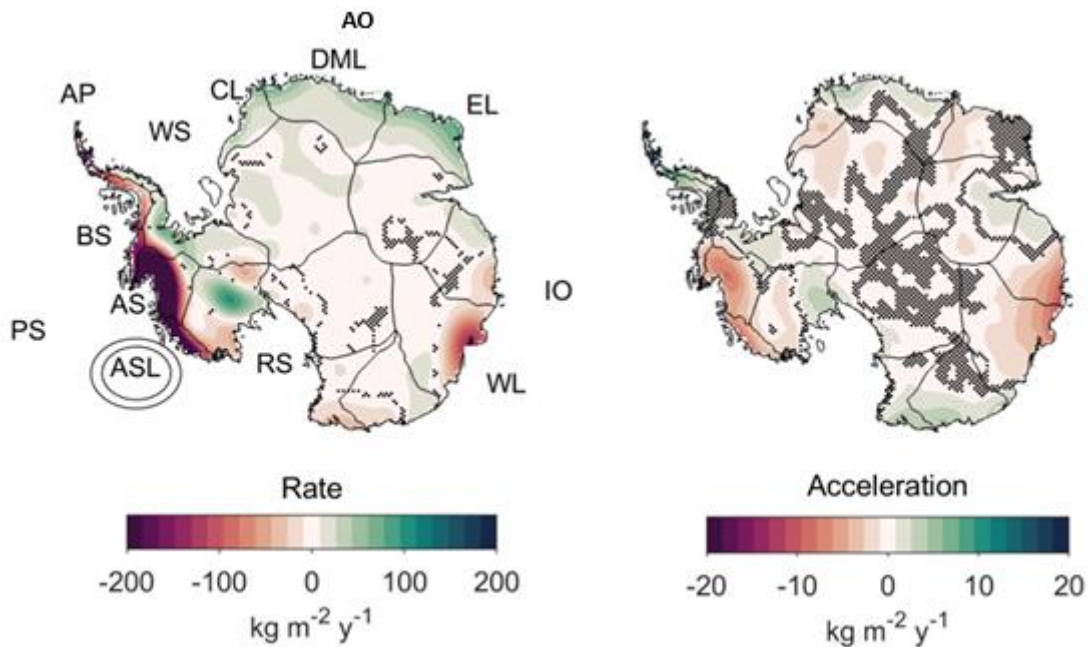 AO
DML
AP
CL
EL
WS
BS
AS
IO
PS
ASL
RS
WL
Rate
-200 -100 0 100 200
kg m⁻² y⁻¹
Acceleration
-20 -10 0 10 20
kg m⁻² y⁻¹